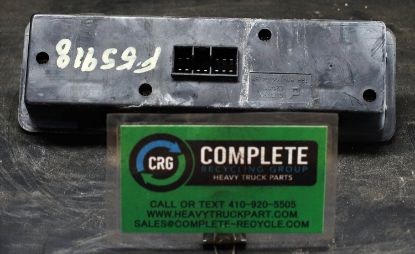 F55918
CRG
COMPLETE
RECYCLING GROUP
HEAVY TRUCK PARTS
CALL OR TEXT 410-920-5505
WWW.HEAVYTRUCKPART.COM
SALES@COMPLETE-RECYCLE.COM